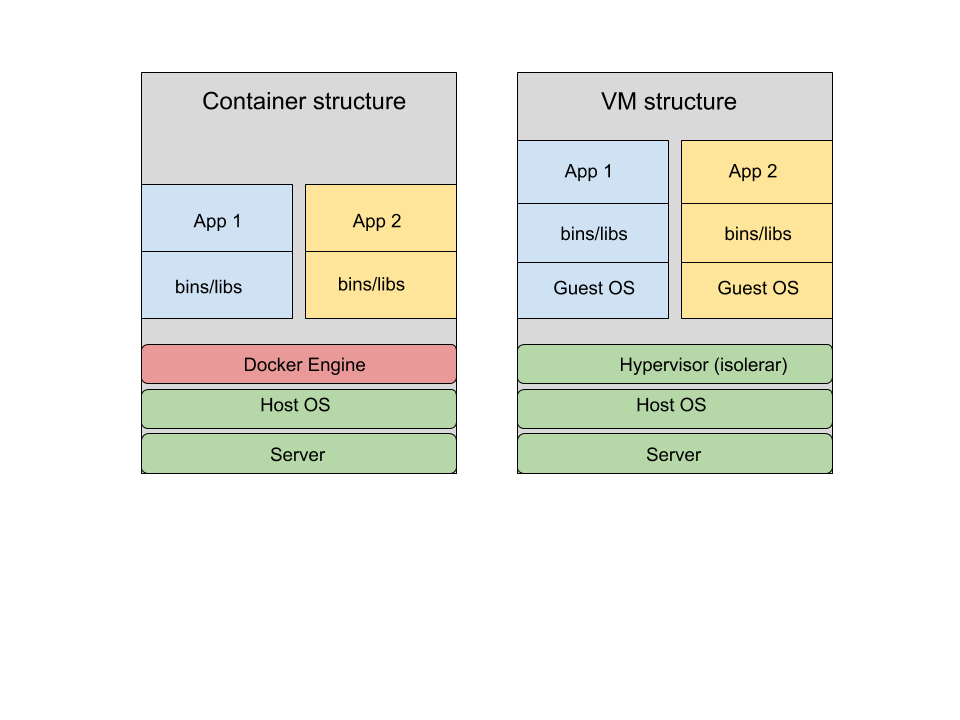 Container structure
App 1
App 2
bins/libs
bins/libs
Docker Engine
Host OS
Server
VM structure
App 1
App 2
bins/libs
bins/libs
Guest OS
Guest OS
Hypervisor (isolerar)
Host OS
Server